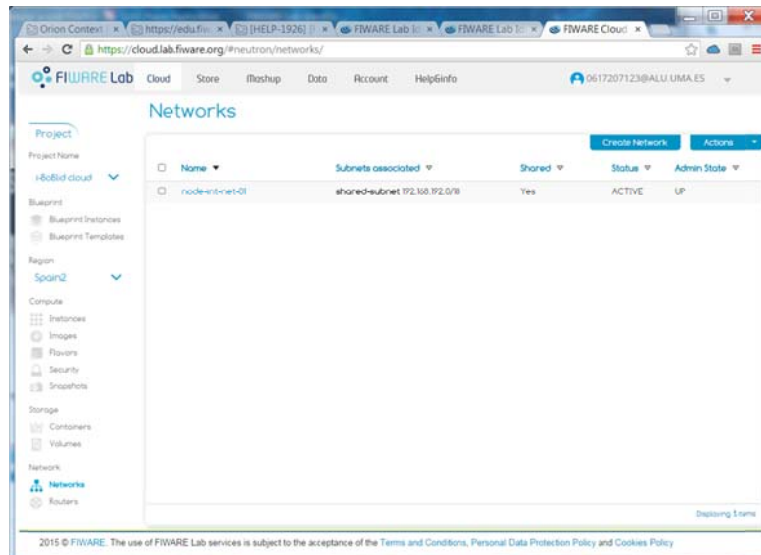 Orion Context
https://edu.fiw
[HELP-1926]
FIWARE Lab Id
FIWARE Lab Id
FIWARE Cloud
https://cloud.lab.fiware.org/#neutron/networks/
FIWARE Lab
Cloud
Store
Mashup
Data
Account
Help&info
0617207123@ALU.UMA.ES
Networks
Project
Project Name
i-BoBlid cloud
Blueprint
Blueprint Instances
Blueprint Templates
Region
Spain2
Compute
Instances
Images
Flavors
Security
Snapshots
Storage
Containers
Volumes
Network
Networks
Routers
Create Network
Actions
Name
Subnets associated
Shared
Status
Admin State
node-int-net-01
shared-subnet 192.168.192.0/18
Yes
ACTIVE
UP
Displaying 1 items
2015 © FIWARE. The use of FIWARE Lab services is subject to the acceptance of the Terms and Conditions, Personal Data Protection Policy and Cookies Policy